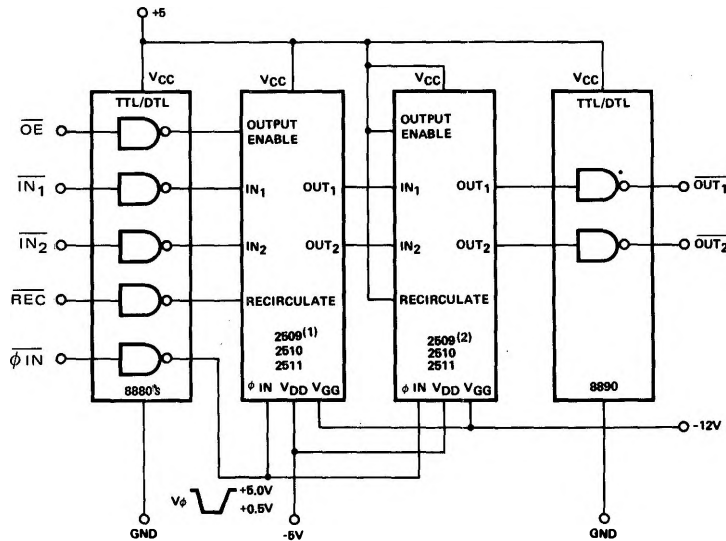 +5
VCC
VCC
VCC
VCC
TTL/DTL
TTL/DTL
OE
OUTPUT
ENABLE
OUTPUT
ENABLE
IN1
IN1
OUT1
IN1
OUT1
OUT1
IN2
IN2
OUT2
IN2
OUT2
OUT2
REC
RECIRCULATE
RECIRCULATE
φ IN
2509(1)
2510
2511
2509(2)
2510
2511
8880's
φ IN VDD VGG
φ IN VDD VGG
8890
-12V
Vφ
+5.0V
+0.5V
GND
-5V
GND